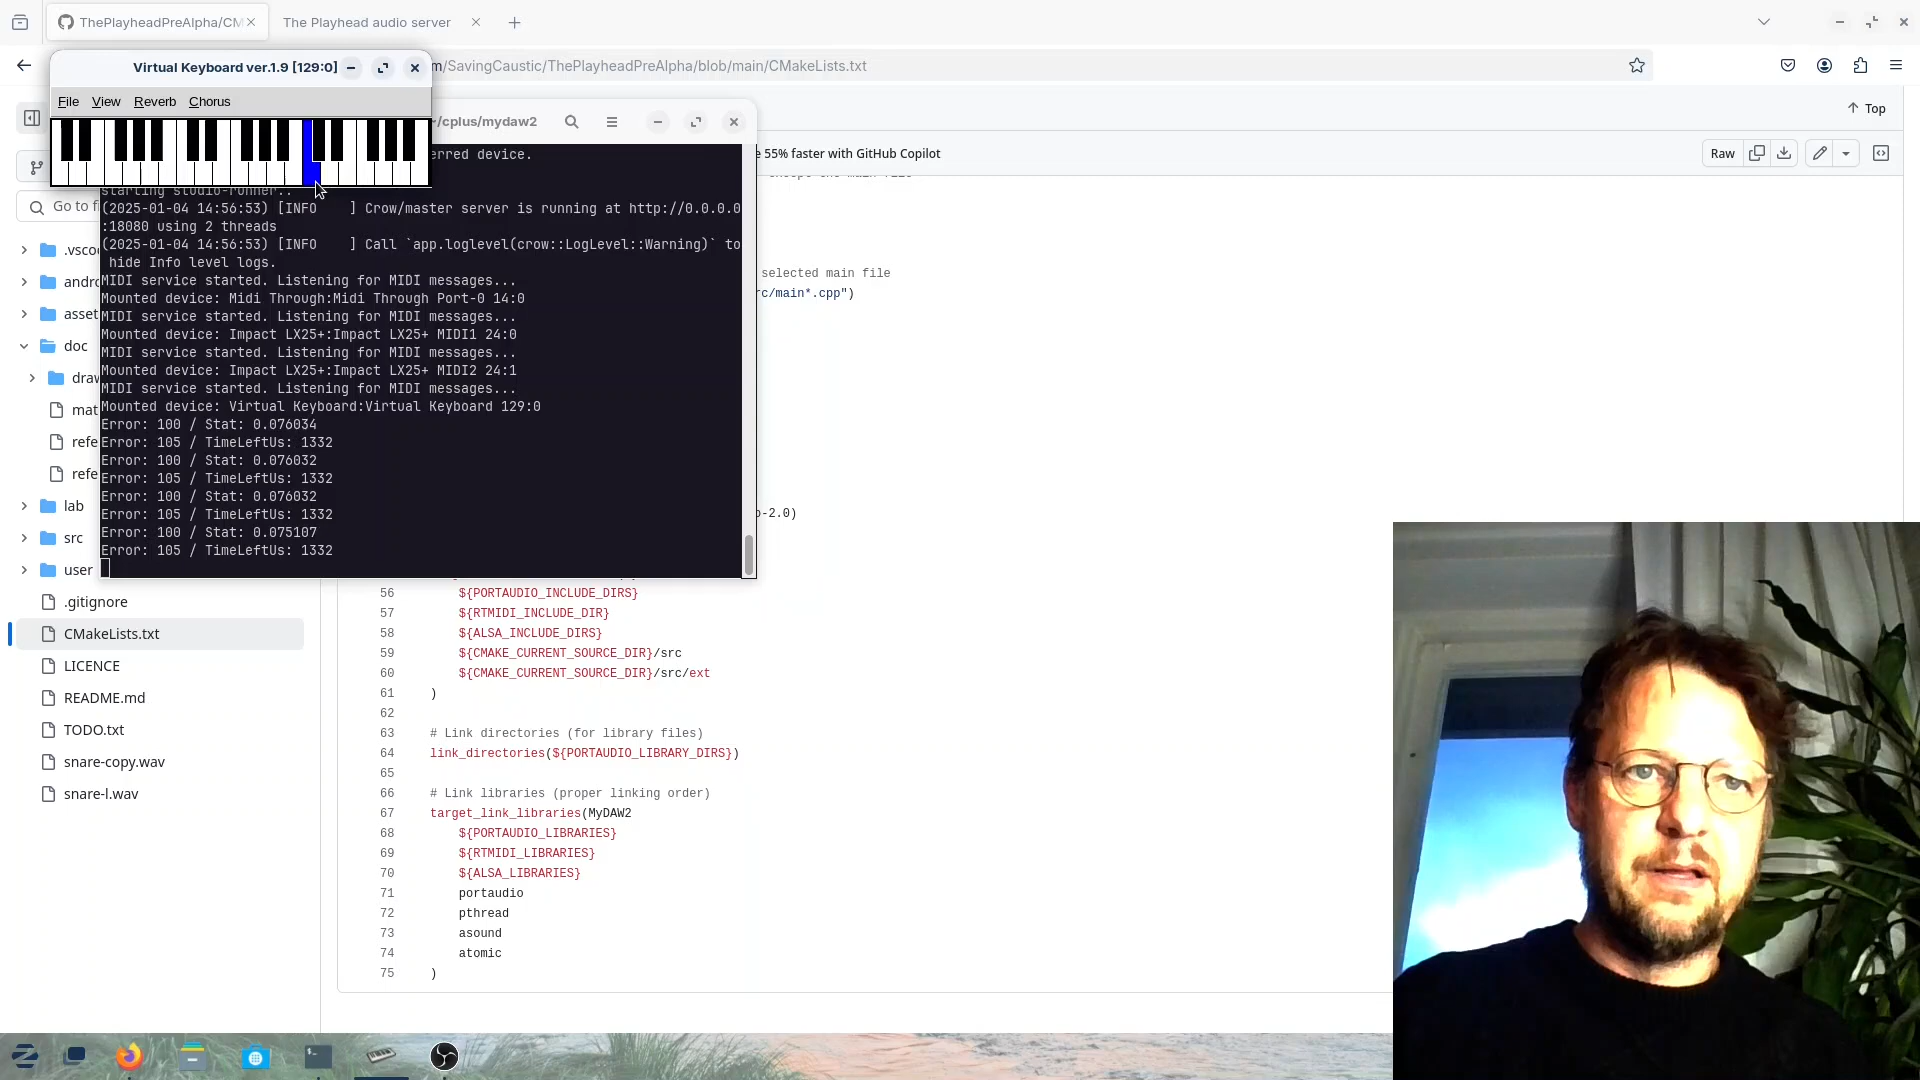 ThePlayheadPreAlpha/CM
The Playhead audio server
Virtual Keyboard ver.1.9 [129:0]
m/SavingCaustic/ThePlayheadPreAlpha/blob/main/CMakeLists.txt
File View Reverb Chorus
~/cplus/mydaw2
Top
55% faster with GitHub Copilot
Raw
erred device.
starting studio-runner..
(2025-01-04 14:56:53) [INFO    ] Crow/master server is running at http://0.0.0.0
:18080 using 2 threads
(2025-01-04 14:56:53) [INFO    ] Call `app.loglevel(crow::LogLevel::Warning)` to
hide Info level logs.
MIDI service started. Listening for MIDI messages...
Mounted device: Midi Through:Midi Through Port-0 14:0
MIDI service started. Listening for MIDI messages...
Mounted device: Impact LX25+:Impact LX25+ MIDI1 24:0
MIDI service started. Listening for MIDI messages...
Mounted device: Impact LX25+:Impact LX25+ MIDI2 24:1
MIDI service started. Listening for MIDI messages...
Mounted device: Virtual Keyboard:Virtual Keyboard 129:0
Error: 100 / Stat: 0.076034
Error: 105 / TimeLeftUs: 1332
Error: 100 / Stat: 0.076032
Error: 105 / TimeLeftUs: 1332
Error: 100 / Stat: 0.076032
Error: 105 / TimeLeftUs: 1332
Error: 100 / Stat: 0.075107
Error: 105 / TimeLeftUs: 1332
Go to f
.vsco
andro
asset
doc
draw
mat
refe
refe
lab
src
user
.gitignore
CMakeLists.txt
LICENCE
README.md
TODO.txt
snare-copy.wav
snare-l.wav
selected main file
rc/main*.cpp")
o-2.0)
56 ${PORTAUDIO_INCLUDE_DIRS}
57 ${RTMIDI_INCLUDE_DIR}
58 ${ALSA_INCLUDE_DIRS}
59 ${CMAKE_CURRENT_SOURCE_DIR}/src
60 ${CMAKE_CURRENT_SOURCE_DIR}/src/ext
61 )
62
63 # Link directories (for library files)
64 link_directories(${PORTAUDIO_LIBRARY_DIRS})
65
66 # Link libraries (proper linking order)
67 target_link_libraries(MyDAW2
68 ${PORTAUDIO_LIBRARIES}
69 ${RTMIDI_LIBRARIES}
70 ${ALSA_LIBRARIES}
71 portaudio
72 pthread
73 asound
74 atomic
75 )